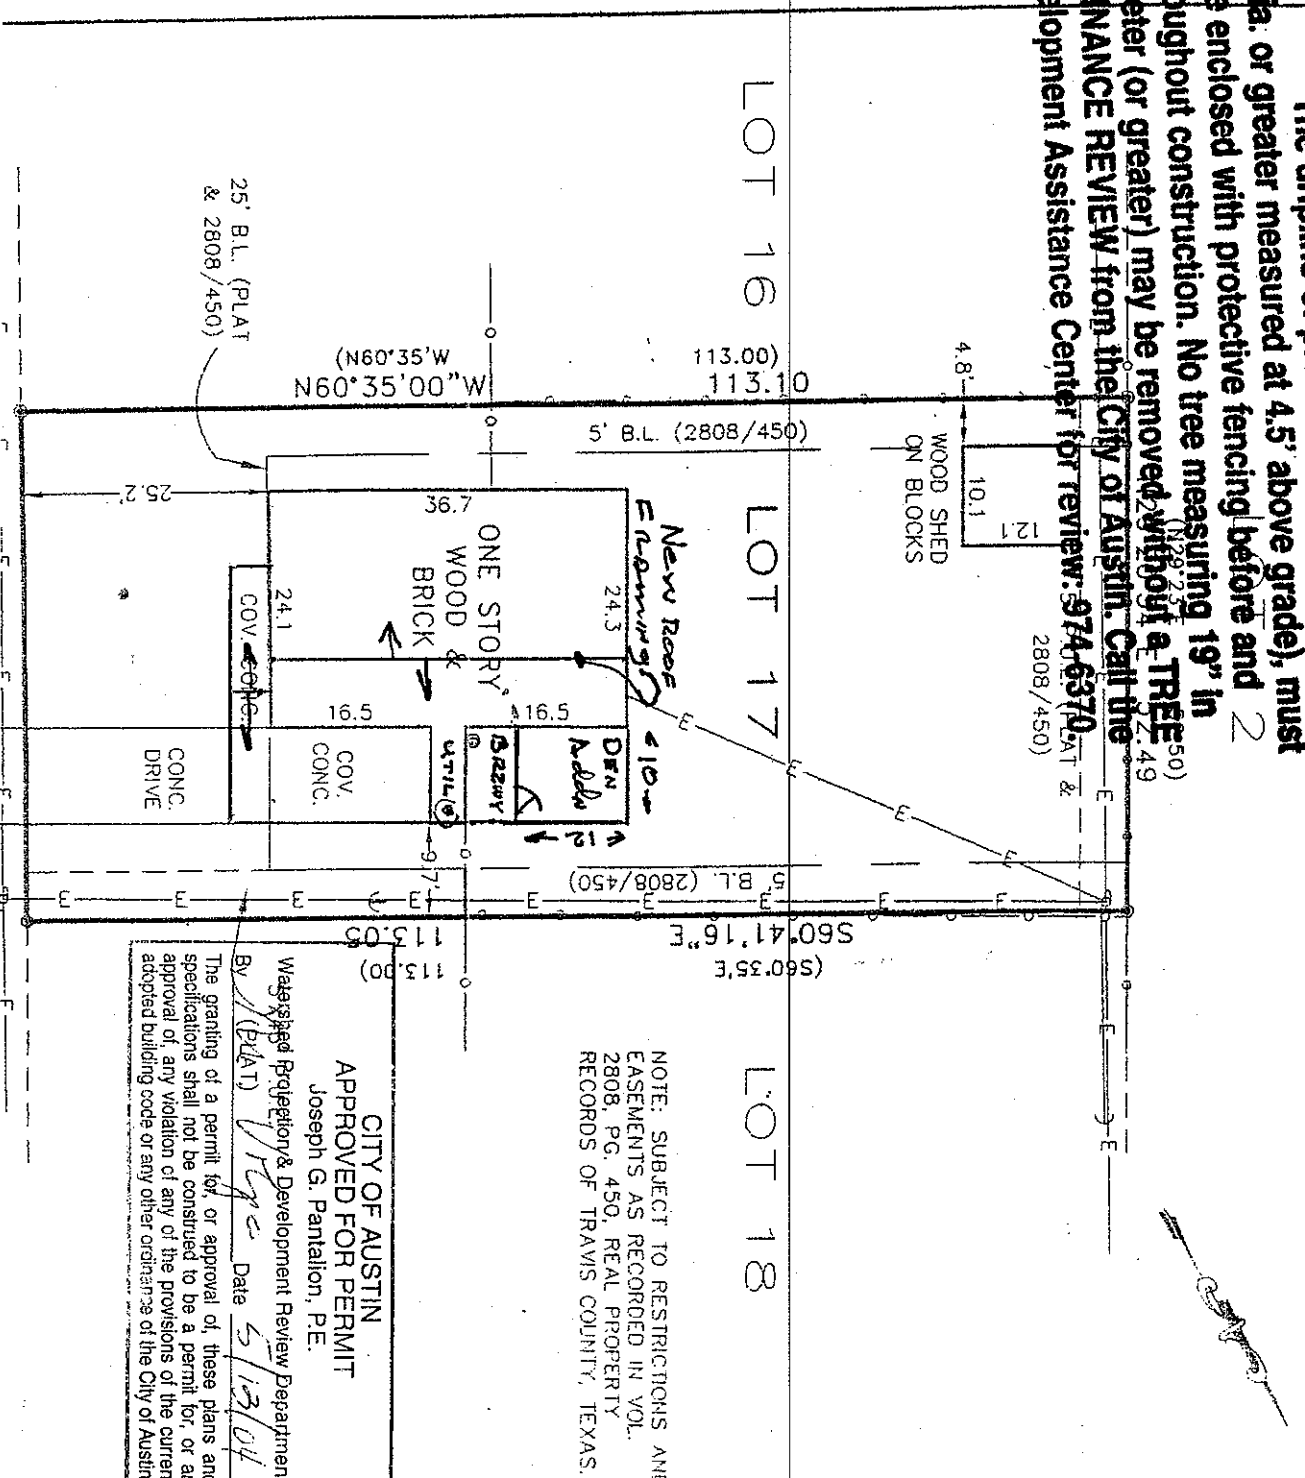 ia. or greater measured at 4.5' above grade), must
e enclosed with protective fencing before and
oughout construction. No tree measuring 19" in
eter (or greater) may be removed without a TREE
NANCE REVIEW from the City of Austin. Call the
elopment Assistance Center for review: 974-6370.
2
52.49
2808/450)
LOT 16
LOT 17
LOT 18
25' B.L. (PLAT
& 2808/450)
(N60°35'W
113.00)
N60°35'00"W
113.10
5' B.L. (2808/450)
4.8'
WOOD SHED
ON BLOCKS
10.1
12.1
25.2'
36.7
ONE STORY
WOOD &
BRICK
24.3
24.1
New Roof
Framing
COV. CONC.
16.5
16.5
COV.
CONC.
UTIL
BRZWY
DEN
Addn
10
12
CONC.
DRIVE
9.7'
5' B.L. (2808/450)
113.05
S60°41'16"E
113.00)
(S60°35'E
NOTE: SUBJECT TO RESTRICTIONS AND
EASEMENTS AS RECORDED IN VOL.
2808, PG. 450, REAL PROPERTY
RECORDS OF TRAVIS COUNTY, TEXAS.
CITY OF AUSTIN
APPROVED FOR PERMIT
Joseph G. Pantalion, P.E.
Watershed Protection & Development Review Departmen
By
(PLAT)
Date 5/13/04
The granting of a permit for, or approval of, these plans and
specifications shall not be construed to be a permit for, or a
approval of, any violation of any of the provisions of the curren
adopted building code or any other ordinance of the City of Austin